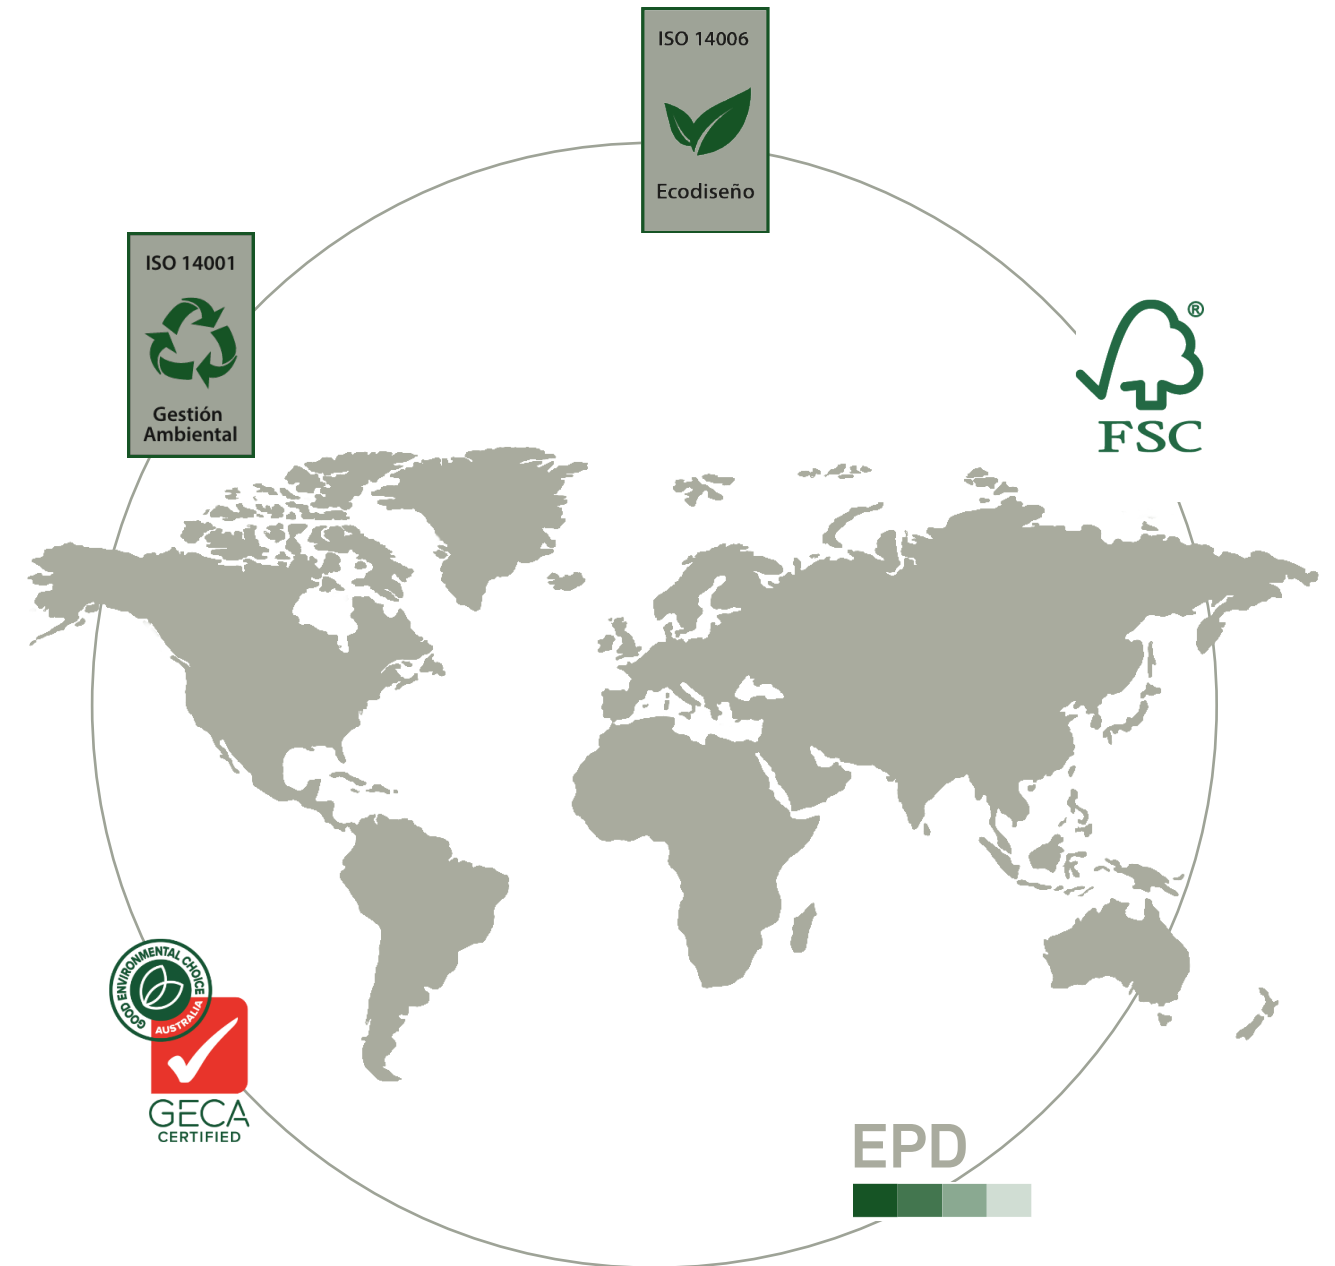 ISO 14006
Ecodiseño
ISO 14001
Gestión
Ambiental
®
FSC
GOOD ENVIRONMENTAL CHOICE
AUSTRALIA
GECA
CERTIFIED
EPD